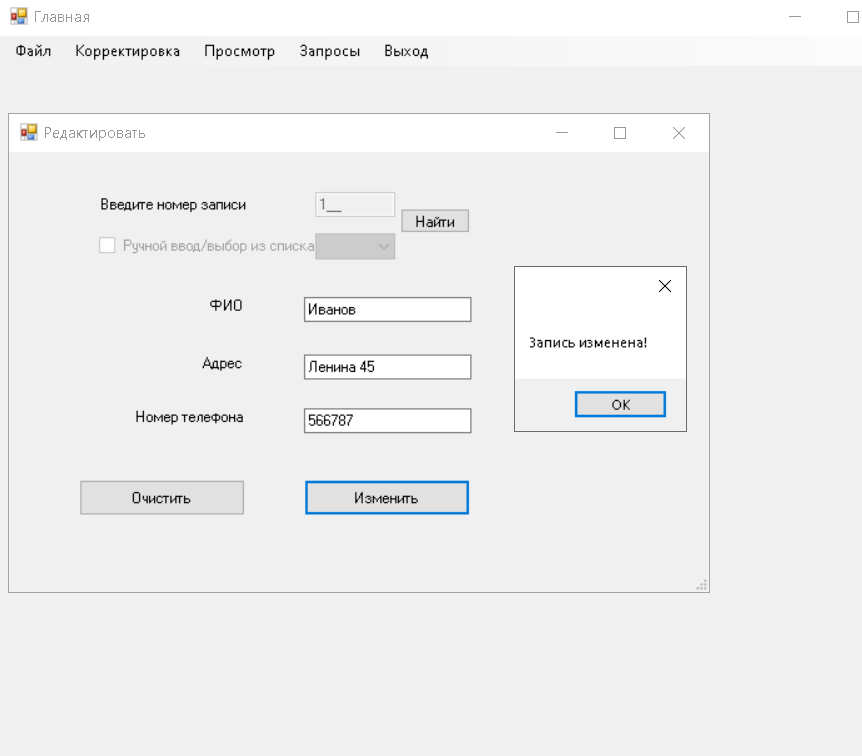 Главная
Файл Корректировка Просмотр Запросы Выход
Редактировать
Введите номер записи 1__
Найти
Ручной ввод/выбор из списка
ФИО Иванов
Запись изменена!
Адрес Ленина 45
OK
Номер телефона 566787
Очистить Изменить